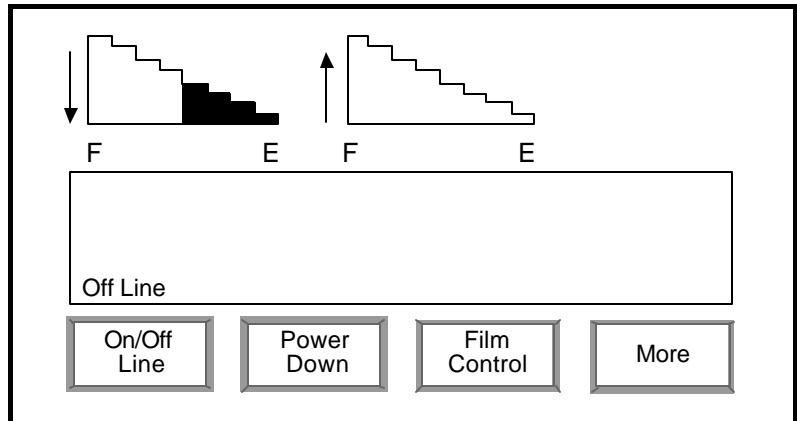 F E F E
Off Line
On/Off
Line
Power
Down
Film
Control
More